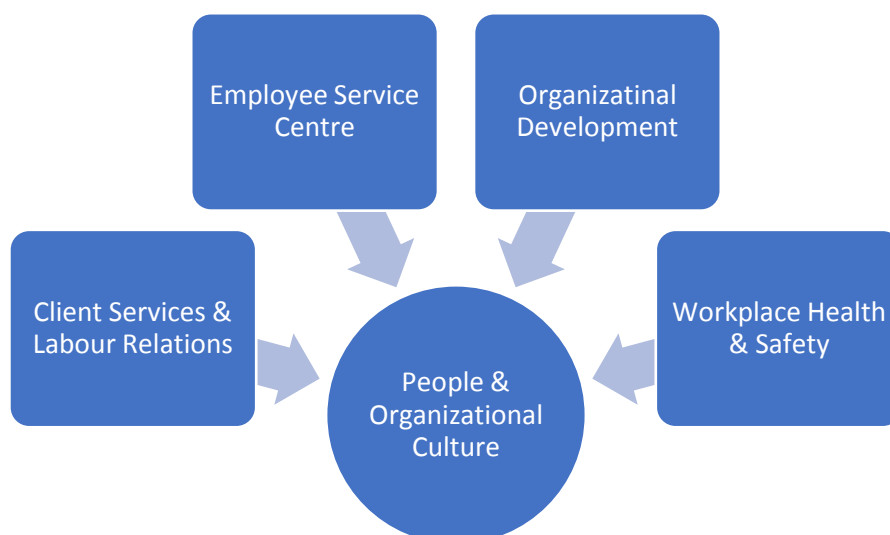 Employee Service
Centre
Organizatinal
Development
Client Services &
Labour Relations
Workplace Health
& Safety
People &
Organizational
Culture